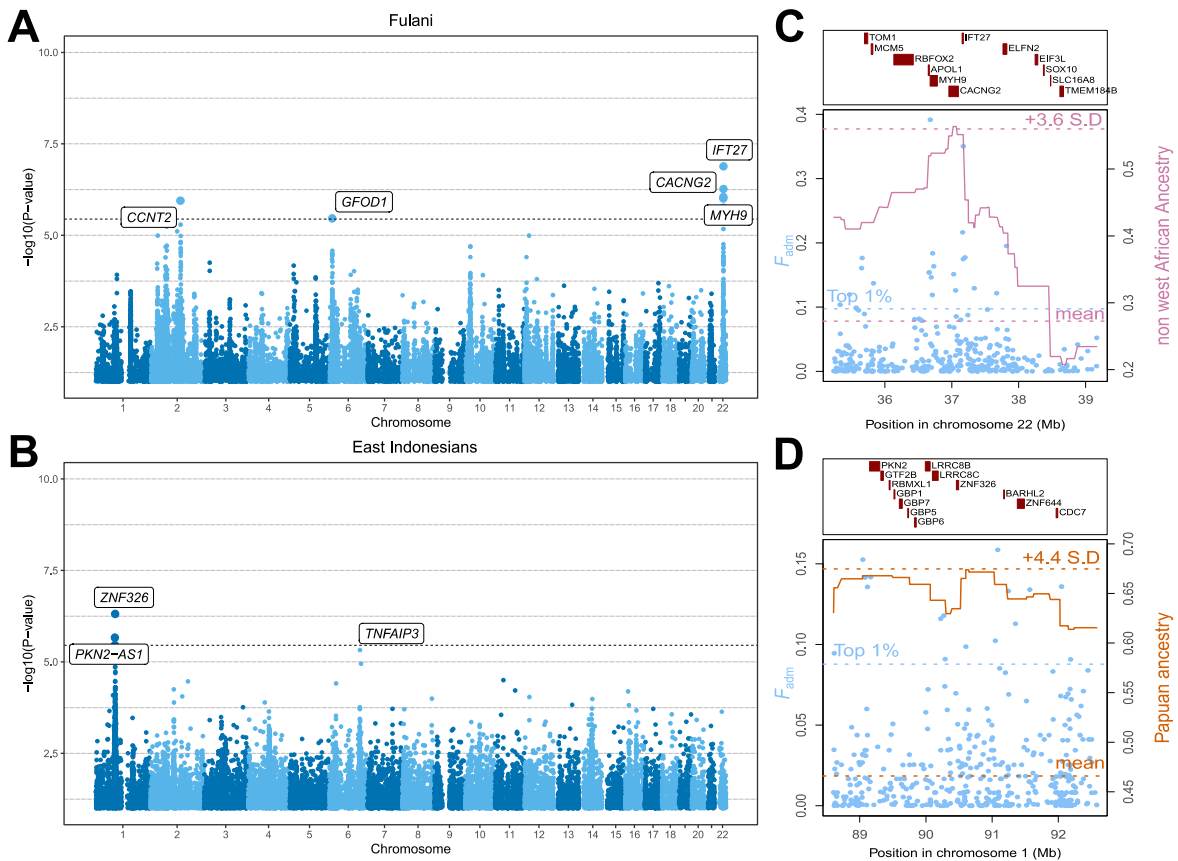 A
Fulani
10.0
7.5
5.0
2.5
−log10(P−value)
IFT27
CACNG2
MYH9
GFOD1
CCNT2
1 2 3 4 5 6 7 8 9 10 11 12 13 14 15 16 17 18 20 22
Chromosome
B
East Indonesians
10.0
7.5
5.0
2.5
−log10(P−value)
ZNF326
PKN2−AS1
TNFAIP3
1 2 3 4 5 6 7 8 9 10 11 12 13 14 15 16 17 18 20 22
Chromosome
C
TOM1
IFT27
MCM5
ELFN2
RBFOX2
EIF3L
APOL1
SOX10
MYH9
SLC16A8
CACNG2
TMEM184B
+3.6 S.D
Top 1%
mean
0.4
0.3
0.2
0.1
0.0
Fadm
0.5
0.4
0.3
0.2
non west African Ancestry
36 37 38 39
Position in chromosome 22 (Mb)
D
PKN2
LRRC8B
GTF2B
LRRC8C
RBMXL1
ZNF326
GBP1
BARHL2
GBP7
ZNF644
GBP5
CDC7
GBP6
+4.4 S.D
Top 1%
mean
0.15
0.10
0.05
0.00
Fadm
0.70
0.65
0.60
0.55
0.50
0.45
Papuan ancestry
89 90 91 92
Position in chromosome 1 (Mb)